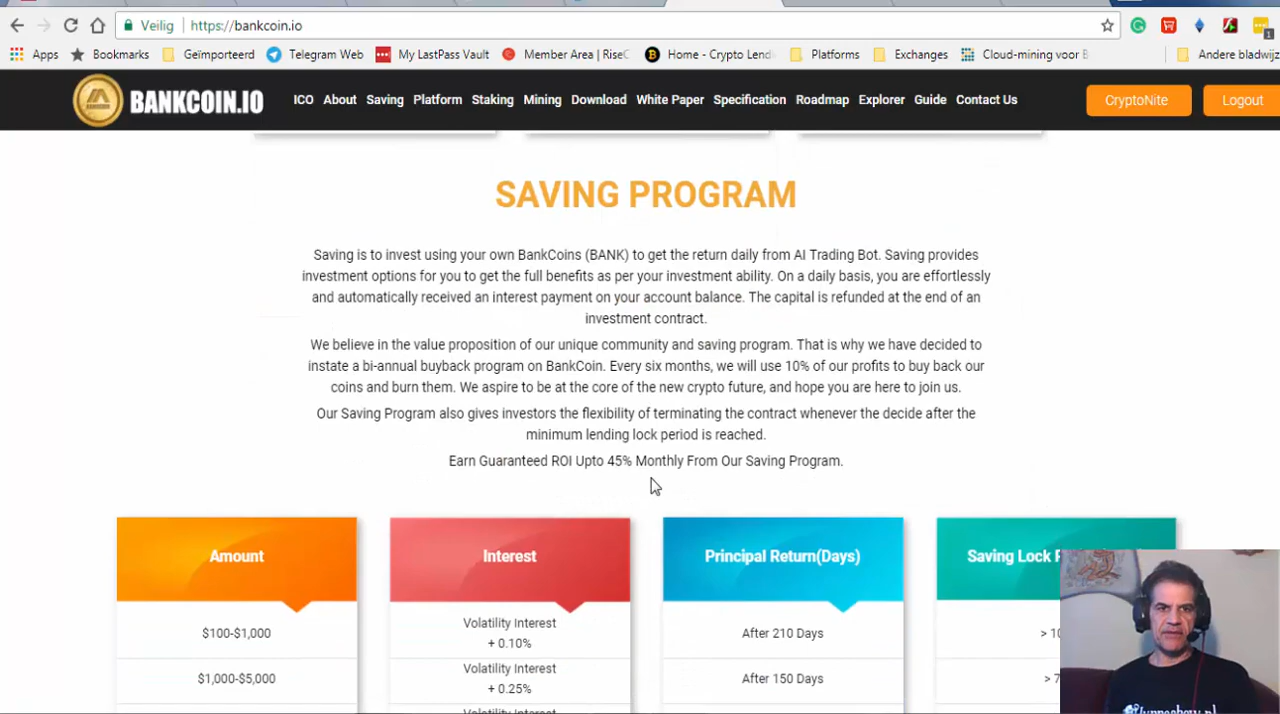 Veilig https://bankcoin.io
Apps Bookmarks Geïmporteerd Telegram Web My LastPass Vault Member Area | RiseC Home - Crypto Lend Platforms Exchanges Cloud-mining voor Andere bladwijz
BANKCOIN.IO ICO About Saving Platform Staking Mining Download White Paper Specification Roadmap Explorer Guide Contact Us CryptoNite Logout
SAVING PROGRAM
Saving is to invest using your own BankCoins (BANK) to get the return daily from AI Trading Bot. Saving provides
investment options for you to get the full benefits as per your investment ability. On a daily basis, you are effortlessly
and automatically received an interest payment on your account balance. The capital is refunded at the end of an
investment contract.
We believe in the value proposition of our unique community and saving program. That is why we have decided to
instate a bi-annual buyback program on BankCoin. Every six months, we will use 10% of our profits to buy back our
coins and burn them. We aspire to be at the core of the new crypto future, and hope you are here to join us.
Our Saving Program also gives investors the flexibility of terminating the contract whenever the decide after the
minimum lending lock period is reached.
Earn Guaranteed ROI Upto 45% Monthly From Our Saving Program.
Amount Interest Principal Return(Days) Saving Lock
Volatility Interest
$100-$1,000 After 210 Days
+ 0.10%
Volatility Interest
$1,000-$5,000 After 150 Days
+ 0.25%